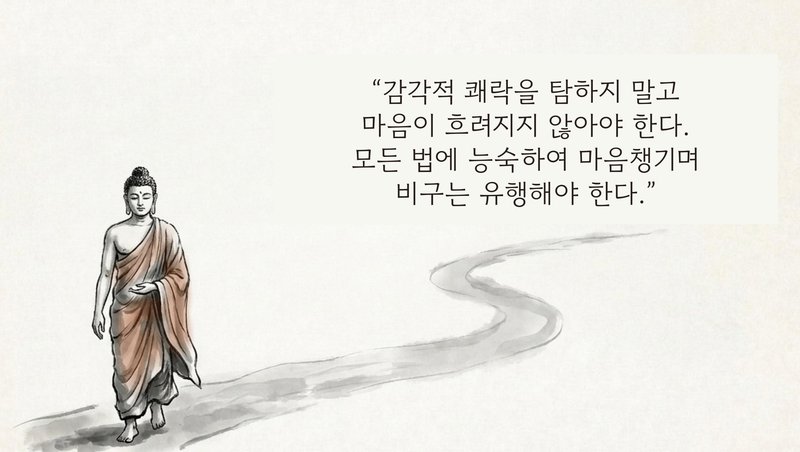 “감각적 쾌락을 탐하지 말고
마음이 흐려지지 않아야 한다.
모든 법에 능숙하여 마음챙기며
비구는 유행해야 한다.”